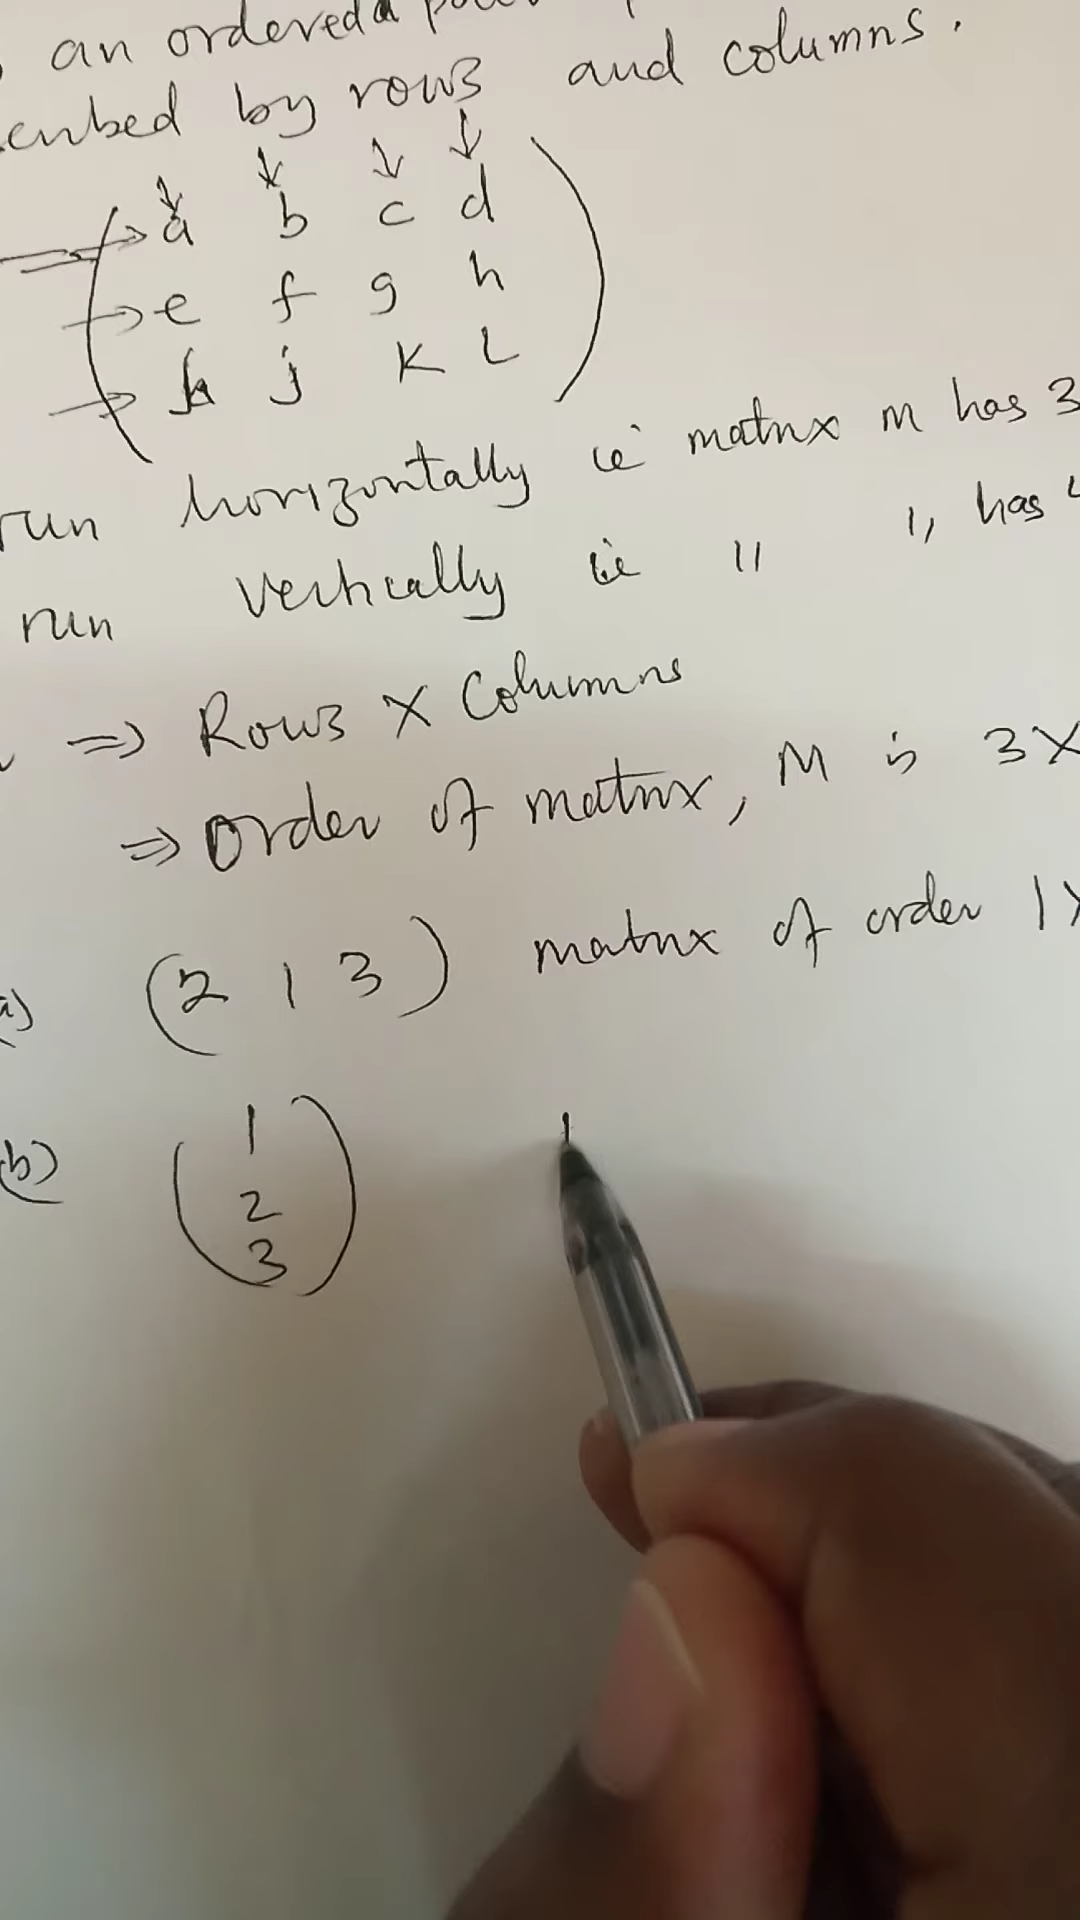 an ordered
by rows and columns.
a b c d
e f g h
j k L
run horizontally ie matrix M has 3
run vertically ie " ,, has
⇒ Rows X Columns
⇒ Order of matrix, M is 3X
(2 1 3) matrix of order 1X
(b) (1
2
3)